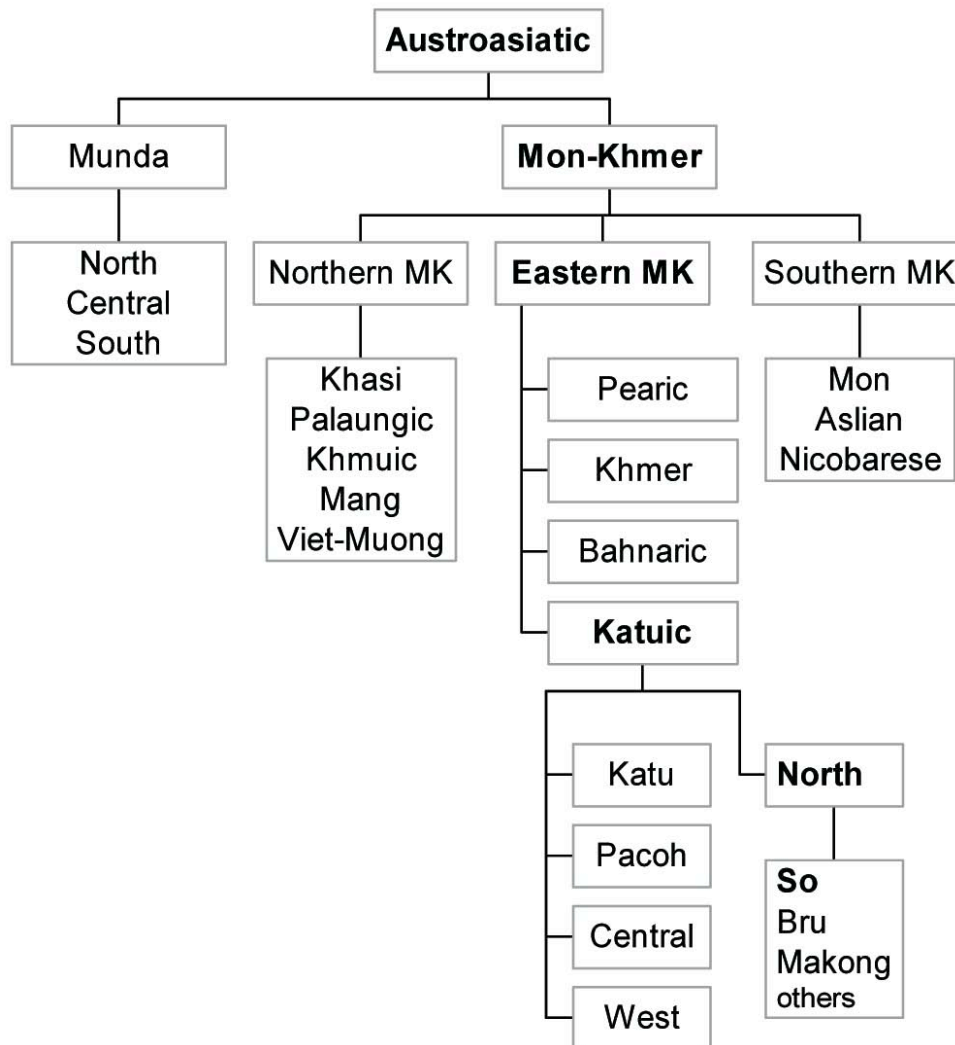 Austroasiatic
Munda
Mon-Khmer
North
Central
South
Northern MK
Eastern MK
Southern MK
Khasi
Palaungic
Khmuic
Mang
Viet-Muong
Pearic
Khmer
Bahnaric
Katuic
Mon
Aslian
Nicobarese
Katu
Pacoh
Central
West
North
So
Bru
Makong
others